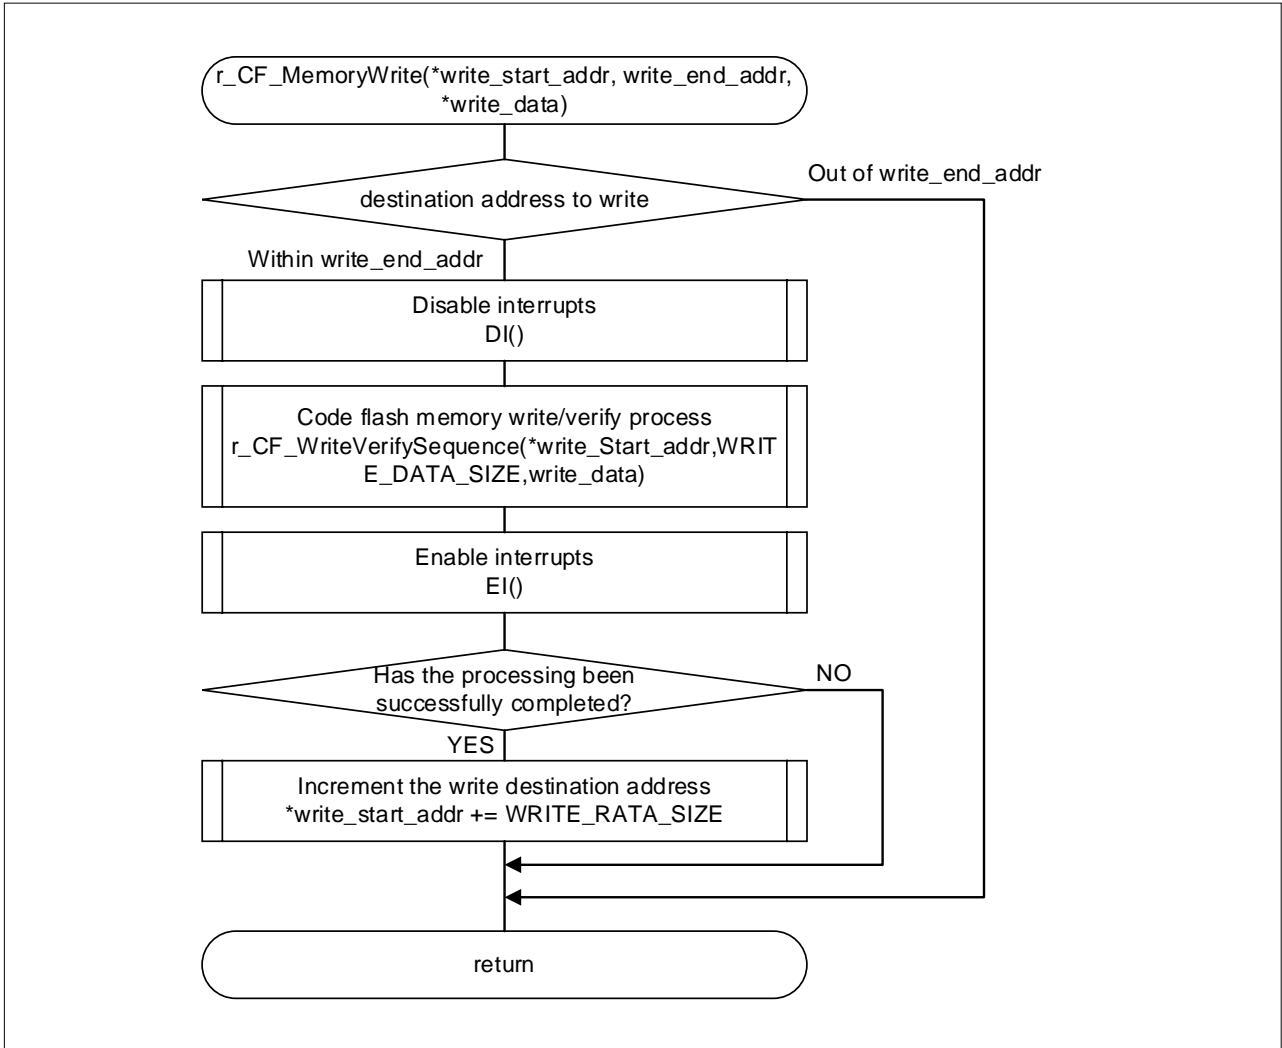 r_CF_MemoryWrite(*write_start_addr, write_end_addr,
*write_data)
Out of write_end_addr
destination address to write
Within write_end_addr
Disable interrupts
DI()
Code flash memory write/verify process
r_CF_WriteVerifySequence(*write_Start_addr,WRIT
E_DATA_SIZE,write_data)
Enable interrupts
EI()
Has the processing been
successfully completed?
NO
YES
Increment the write destination address
*write_start_addr += WRITE_RATA_SIZE
return